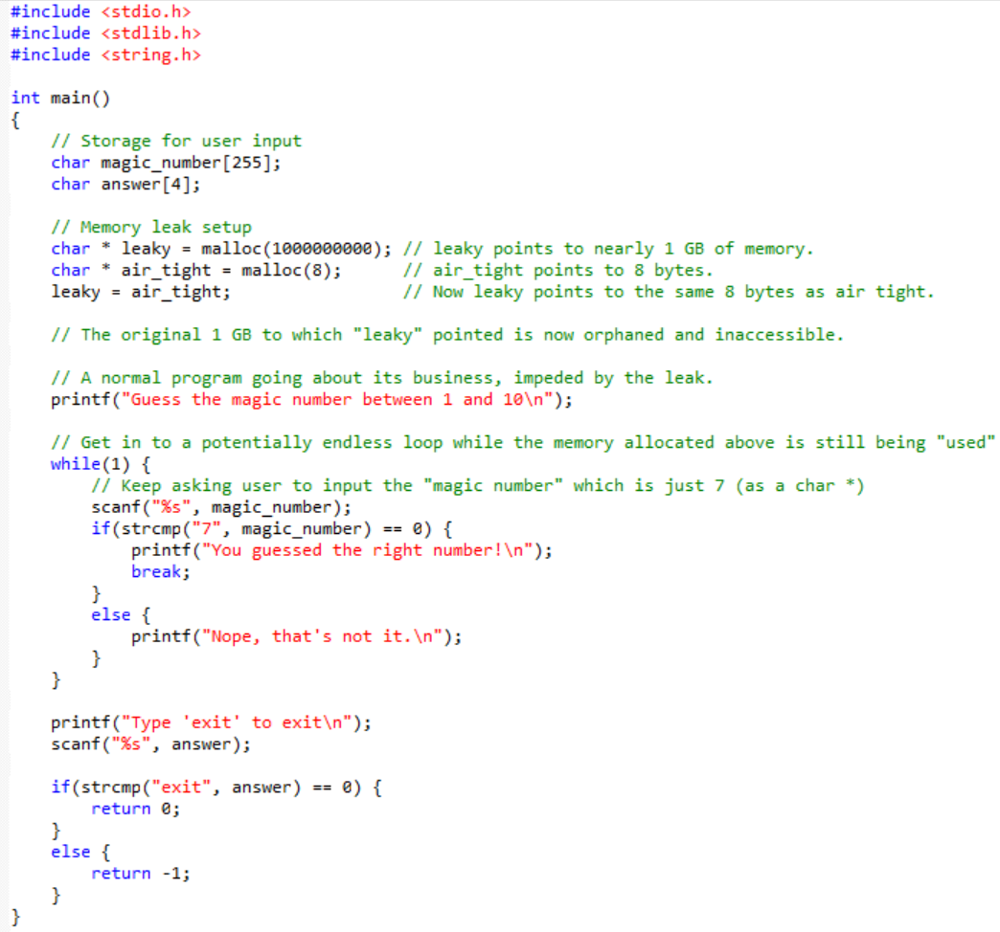 #include <stdio.h>
#include <stdlib.h>
#include <string.h>

int main()
{
    // Storage for user input
    char magic_number[255];
    char answer[4];

    // Memory leak setup
    char * leaky = malloc(1000000000); // leaky points to nearly 1 GB of memory.
    char * air_tight = malloc(8);      // air_tight points to 8 bytes.
    leaky = air_tight;                 // Now leaky points to the same 8 bytes as air tight.

    // The original 1 GB to which "leaky" pointed is now orphaned and inaccessible.

    // A normal program going about its business, impeded by the leak.
    printf("Guess the magic number between 1 and 10\n");

    // Get in to a potentially endless loop while the memory allocated above is still being "used"
    while(1) {
        // Keep asking user to input the "magic number" which is just 7 (as a char *)
        scanf("%s", magic_number);
        if(strcmp("7", magic_number) == 0) {
            printf("You guessed the right number!\n");
            break;
        }
        else {
            printf("Nope, that's not it.\n");
        }
    }

    printf("Type 'exit' to exit\n");
    scanf("%s", answer);

    if(strcmp("exit", answer) == 0) {
        return 0;
    }
    else {
        return -1;
    }
}